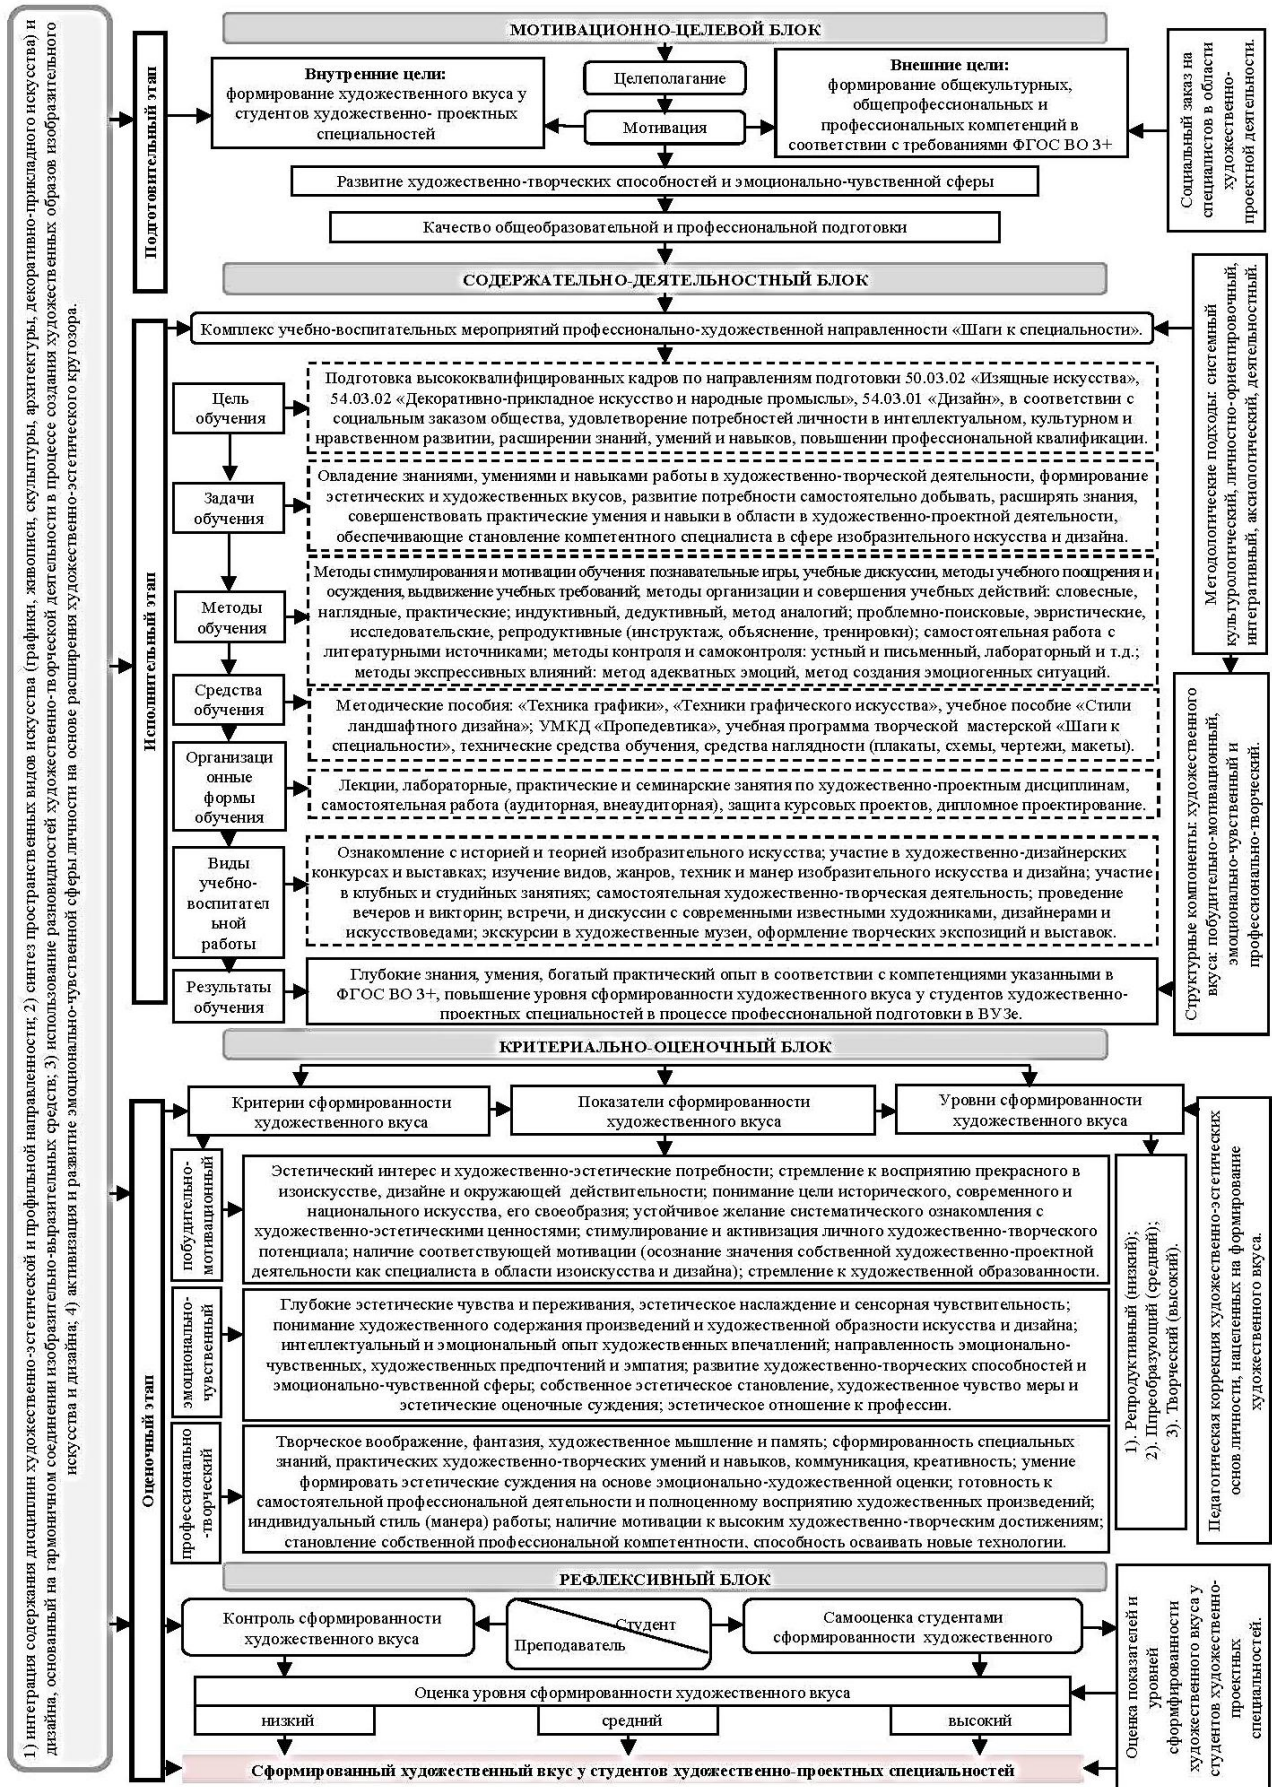 1) интеграция содержания дисциплин художественно-эстетической и профильной направленности; 2) синтез пространственных видов искусства (графики, живописи, скульптуры, архитектуры, декоративно-прикладного искусства) и
дизайна, основанный на гармоничном соединении изобразительно-выразительных средств; 3) использование разновидностей художественно-творческой деятельности в процессе создания художественных образов изобразительного
искусства и дизайна; 4) активизация и развитие эмоционально-чувственной сферы личности на основе расширения художественно-эстетического кругозора.
МОТИВАЦИОННО-ЦЕЛЕВОЙ БЛОК
Подготовительный этап
Внутренние цели:
формирование художественного вкуса у
студентов художественно- проектных
специальностей
Целеполагание
Мотивация
Внешние цели:
формирование общекультурных,
общепрофессиональных и
профессиональных компетенций в
соответствии с требованиями ФГОС ВО 3+
Социальный заказ на
специалистов в области
художественно-
проектной деятельности.
Развитие художественно-творческих способностей и эмоционально-чувственной сферы
Качество общеобразовательной и профессиональной подготовки
СОДЕРЖАТЕЛЬНО-ДЕЯТЕЛЬНОСТНЫЙ БЛОК
Исполнительный этап
Комплекс учебно-воспитательных мероприятий профессионально-художественной направленности «Шаги к специальности».
Методологические подходы: системный
культурологический, личностно-ориентировочный,
интегративный, аксиологический, деятельностный.
Цель
обучения
Подготовка высококвалифицированных кадров по направлениям подготовки 50.03.02 «Изящные искусства»,
54.03.02 «Декоративно-прикладное искусство и народные промыслы», 54.03.01 «Дизайн», в соответствии с
социальным заказом общества, удовлетворение потребностей личности в интеллектуальном, культурном и
нравственном развитии, расширении знаний, умений и навыков, повышении профессиональной квалификации.
Задачи
обучения
Овладение знаниями, умениями и навыками работы в художественно-творческой деятельности, формирование
эстетических и художественных вкусов, развитие потребности самостоятельно добывать, расширять знания,
совершенствовать практические умения и навыки в области в художественно-проектной деятельности,
обеспечивающие становление компетентного специалиста в сфере изобразительного искусства и дизайна.
Методы
обучения
Методы стимулирования и мотивации обучения: познавательные игры, учебные дискуссии, методы учебного поощрения и
осуждения, выдвижение учебных требований; методы организации и совершения учебных действий: словесные,
наглядные, практические; индуктивный, дедуктивный, метод аналогий; проблемно-поисковые, эвристические,
исследовательские, репродуктивные (инструктаж, объяснение, тренировки); самостоятельная работа с
литературными источниками; методы контроля и самоконтроля: устный и письменный, лабораторный и т.д.;
методы экспрессивных влияний: метод адекватных эмоций, метод создания эмоциогенных ситуаций.
Средства
обучения
Методические пособия: «Техника графики», «Техники графического искусства», учебное пособие «Стили
ландшафтного дизайна»; УМКД «Пропедевтика», учебная программа творческой мастерской «Шаги к
специальности», технические средства обучения, средства наглядности (плакаты, схемы, чертежи, макеты).
Структурные компоненты: художественного
вкуса: побудительно-мотивационный,
эмоционально-чувственный и
профессионально-творческий.
Организаци
онные
формы
обучения
Лекции, лабораторные, практические и семинарские занятия по художественно-проектным дисциплинам,
самостоятельная работа (аудиторная, внеаудиторная), защита курсовых проектов, дипломное проектирование.
Виды
учебно-
воспитател
ьной
работы
Ознакомление с историей и теорией изобразительного искусства; участие в художественно-дизайнерских
конкурсах и выставках; изучение видов, жанров, техник и манер изобразительного искусства и дизайна; участие
в клубных и студийных занятиях; самостоятельная художественно-творческая деятельность; проведение
вечеров и викторин; встречи, и дискуссии с современными известными художниками, дизайнерами и
искусствоведами; экскурсии в художественные музеи, оформление творческих экспозиций и выставок.
Результаты
обучения
Глубокие знания, умения, богатый практический опыт в соответствии с компетенциями указанными в
ФГОС ВО 3+, повышение уровня сформированности художественного вкуса у студентов художественно-
проектных специальностей в процессе профессиональной подготовки в ВУЗе.
КРИТЕРИАЛЬНО-ОЦЕНОЧНЫЙ БЛОК
Оценочный этап
Критерии сформированности
художественного вкуса
Показатели сформированности
художественного вкуса
Уровни сформированности
художественного вкуса
побудительно-
мотивационный
Эстетический интерес и художественно-эстетические потребности; стремление к восприятию прекрасного в
изоискусстве, дизайне и окружающей действительности; понимание цели исторического, современного и
национального искусства, его своеобразия; устойчивое желание систематического ознакомления с
художественно-эстетическими ценностями; стимулирование и активизация личного художественно-творческого
потенциала; наличие соответствующей мотивации (осознание значения собственной художественно-проектной
деятельности как специалиста в области изоискусства и дизайна); стремление к художественной образованности.
эмоционально-
чувственный
Глубокие эстетические чувства и переживания, эстетическое наслаждение и сенсорная чувствительность;
понимание художественного содержания произведений и художественной образности искусства и дизайна;
интеллектуальный и эмоциональный опыт художественных впечатлений; направленность эмоционально-
чувственных, художественных предпочтений и эмпатия; развитие художественно-творческих способностей и
эмоционально-чувственной сферы; собственное эстетическое становление, художественное чувство меры и
эстетические оценочные суждения; эстетическое отношение к профессии.
профессионально
-творческий
Творческое воображение, фантазия, художественное мышление и память; сформированность специальных
знаний, практических художественно-творческих умений и навыков, коммуникация, креативность; умение
формировать эстетические суждения на основе эмоционально-художественной оценки; готовность к
самостоятельной профессиональной деятельности и полноценному восприятию художественных произведений;
индивидуальный стиль (манера) работы; наличие мотивации к высоким художественно-творческим достижениям;
становление собственной профессиональной компетентности, способность осваивать новые технологии.
1). Репродуктивный (низкий);
2). Ппреобразующий (средний);
3). Творческий (высокий).
Педагогическая коррекция художественно-эстетических
основ личности, нацеленных на формирование
художественного вкуса.
РЕФЛЕКСИВНЫЙ БЛОК
Контроль сформированности
художественного вкуса
Студент
Преподаватель
Самооценка студентами
сформированности художественного
Оценка показателей и
уровней
сформфированности
художественного вкуса у
студентов художественно-
проектных
специальностей.
Оценка уровня сформированности художественного вкуса
низкий
средний
высокий
Сформированный художественный вкус у студентов художественно-проектных специальностей